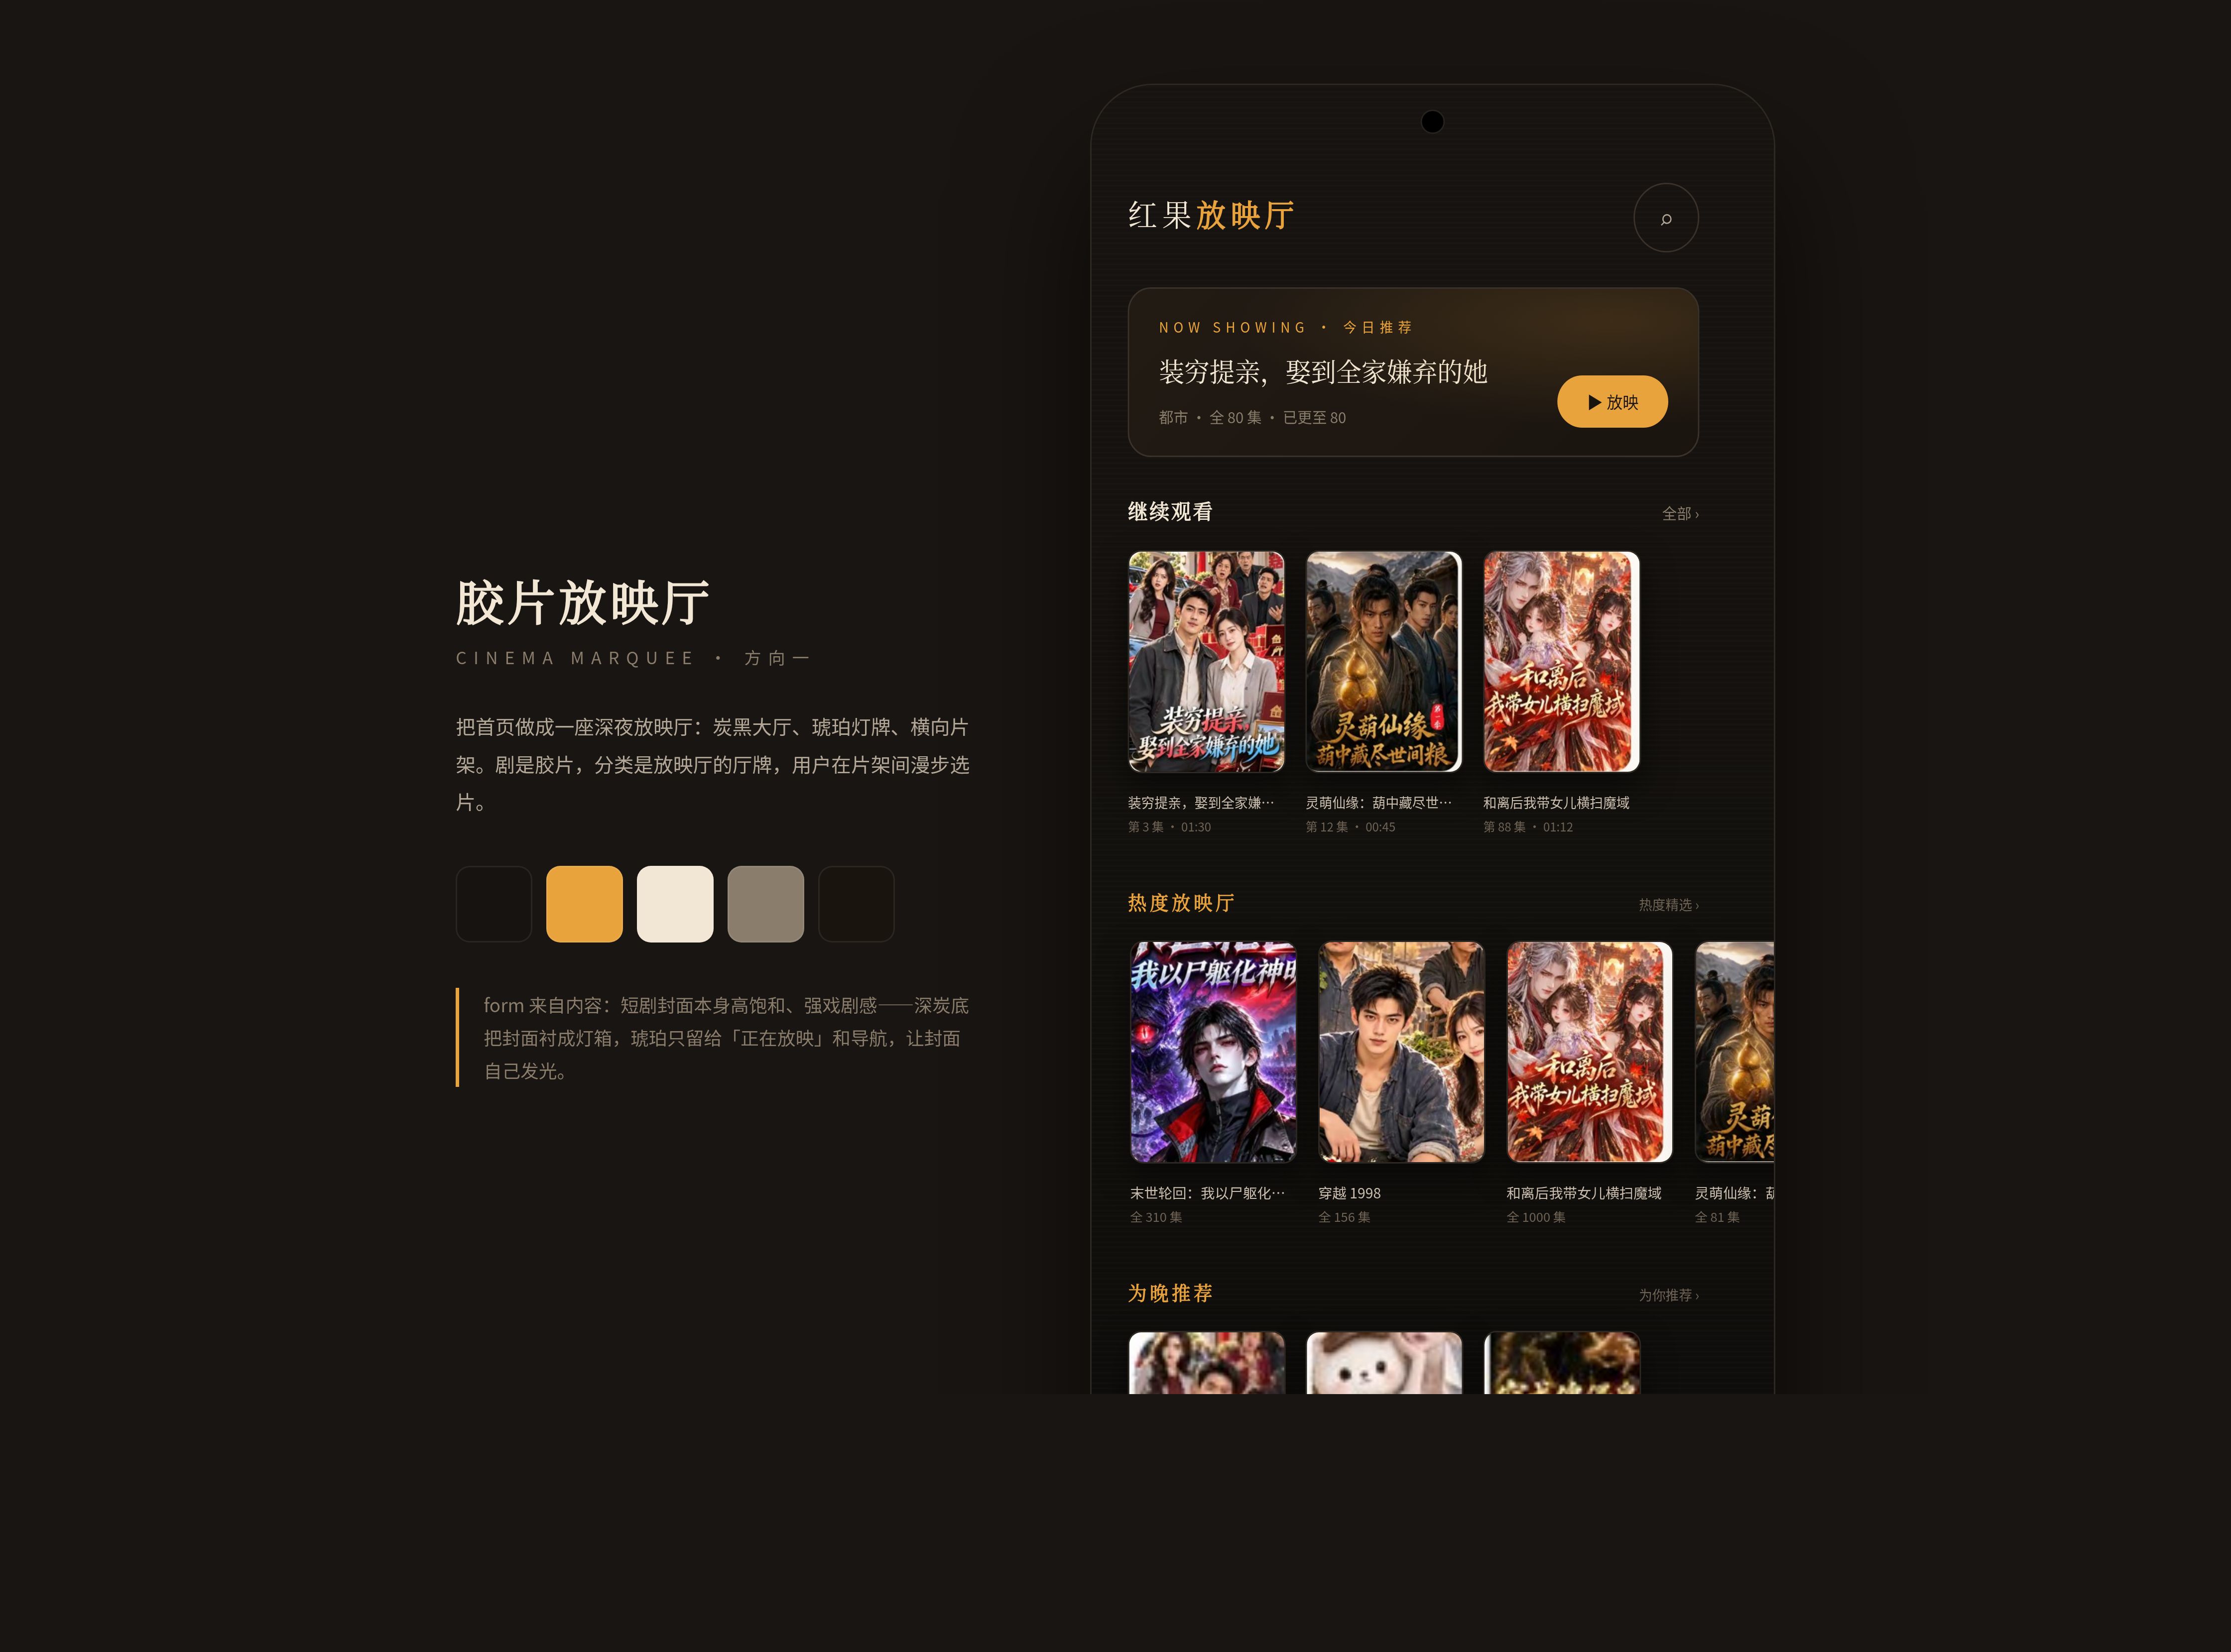 胶片放映厅
CINEMA MARQUEE · 方向一
把首页做成一座深夜放映厅：炭黑大厅、琥珀灯牌、横向片
架。剧是胶片，分类是放映厅的厅牌，用户在片架间漫步选
片。
form 来自内容：短剧封面本身高饱和、强戏剧感——深炭底
把封面衬成灯箱，琥珀只留给「正在放映」和导航，让封面
自己发光。
红果放映厅
NOW SHOWING · 今日推荐
装穷提亲，娶到全家嫌弃的她
都市 · 全 80 集 · 已更至 80
▶ 放映
继续观看
全部 ›
装穷提亲，
娶到全家嫌弃的她
灵葫仙缘
第一季
葫中藏尽世间粮
和离后
我带女儿横扫魔域
装穷提亲，娶到全家嫌…
第 3 集 · 01:30
灵萌仙缘：葫中藏尽世…
第 12 集 · 00:45
和离后我带女儿横扫魔域
第 88 集 · 01:12
热度放映厅
热度精选 ›
我以尸躯化神明
和离后
我带女儿横扫魔域
灵葫
葫中藏尽
末世轮回：我以尸躯化…
全 310 集
穿越 1998
全 156 集
和离后我带女儿横扫魔域
全 1000 集
灵萌仙缘：葫
全 81 集
为晚推荐
为你推荐 ›